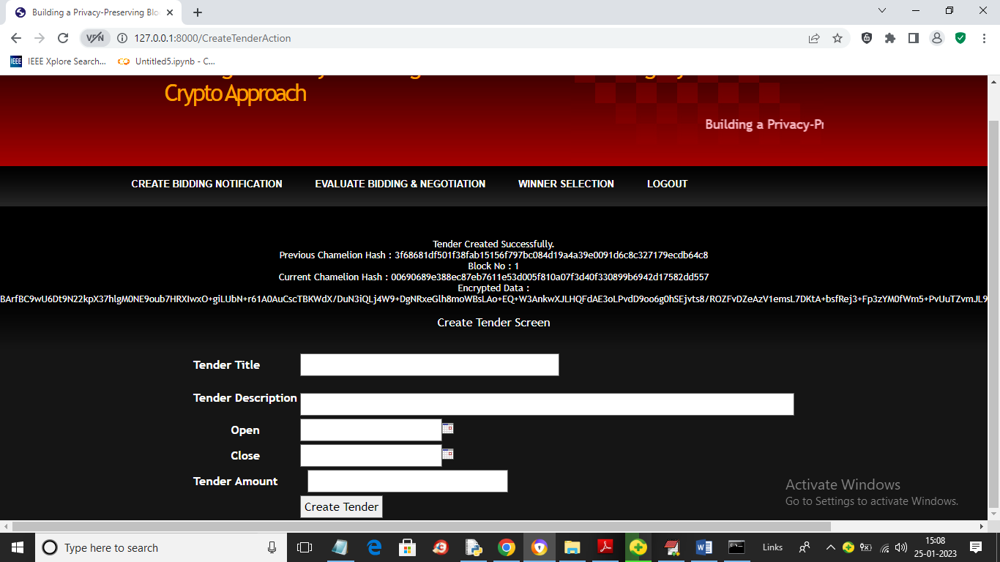 Building a Privacy-Preserving Blo
127.0.0.1:8000/CreateTenderAction
IEEE Xplore Search...
Untitled5.ipynb - C...
Crypto Approach
Building a Privacy-Pr
CREATE BIDDING NOTIFICATION
EVALUATE BIDDING & NEGOTIATION
WINNER SELECTION
LOGOUT
Tender Created Successfully.
Previous Chamelion Hash : 3f68681df501f38fab15156f797bc084d19a4a39e0091d6c8c327179ecdb64c8
Block No : 1
Current Chamelion Hash : 00690689e388ec87eb7611e53d005f810a07f3d40f330899b6942d17582dd557
Encrypted Data :
BArfBC9wU6Dt9N22kpX37hlgM0NE9oub7HRXIwxO+giLUbN+r61A0AuCscTBKWdX/DuN3iQLj4W9+DgNRxeGlh8moWBsLAo+EQ+W3AnkwXJLHQFdAE3oLPvdD9oo6g0hSEjvts8/ROZFvDZeAzV1emsL7DKtA+bsfRej3+Fp3zYM0fWm5+PvUuTZvmJL9
Create Tender Screen
Tender Title
Tender Description
Open
Close
Tender Amount
Create Tender
Activate Windows
Go to Settings to activate Windows.
Type here to search
Links
15:08
25-01-2023